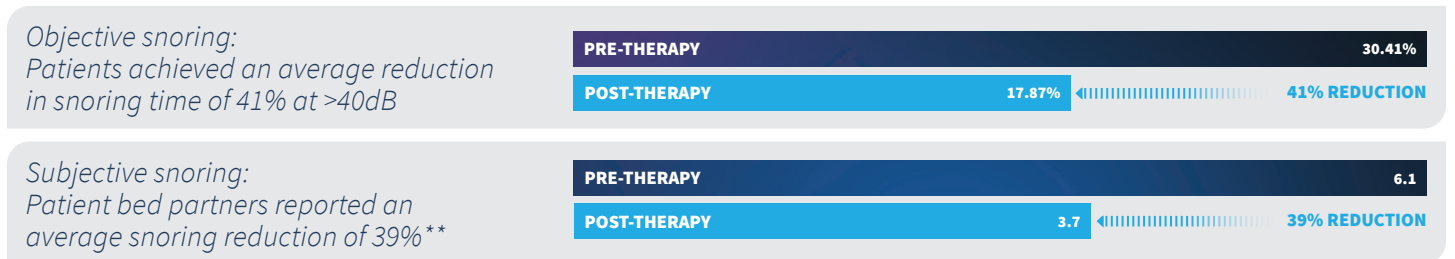 Objective snoring:
Patients achieved an average reduction
in snoring time of 41% at >40dB
PRE-THERAPY 30.41%
POST-THERAPY 17.87% 41% REDUCTION
Subjective snoring:
Patient bed partners reported an
average snoring reduction of 39%**
PRE-THERAPY 6.1
POST-THERAPY 3.7 39% REDUCTION